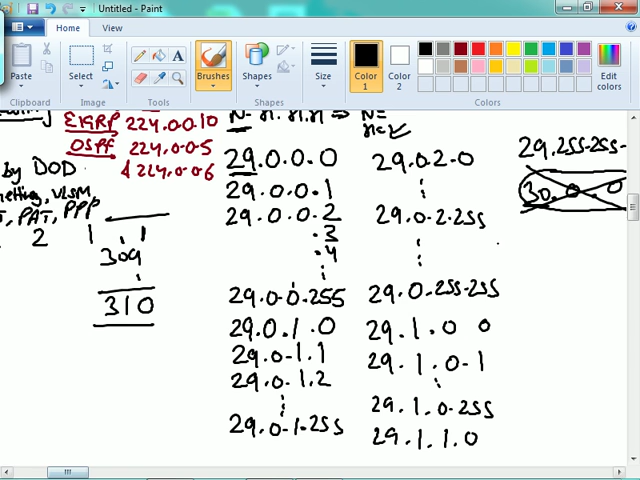 Untitled - Paint
Home
View
Paste
Select
Brushes
Shapes
Size
Color 1
Color 2
Edit colors
Clipboard
Image
Tools
Colors
EIGRP 224.0.0.10
OSPF 224.0.0.5
& 224.0.0.6
by DOD
VLSM,
PAT, PPP
2 1
309
1
310
N. H. H. H ⇒
29.0.0.0
29.0.0.1
29.0.0.2
.3
.4
29.0.0.255
29.0.1.0
29.0.1.1
29.0.1.2
29.0.1.255
N=
29.0.2.0
29.0.2.255
29.0.255.255
29.1.0 0
29.1.0.1
29.1.0.255
29.1.1.0
29.255.255.
30.0.0